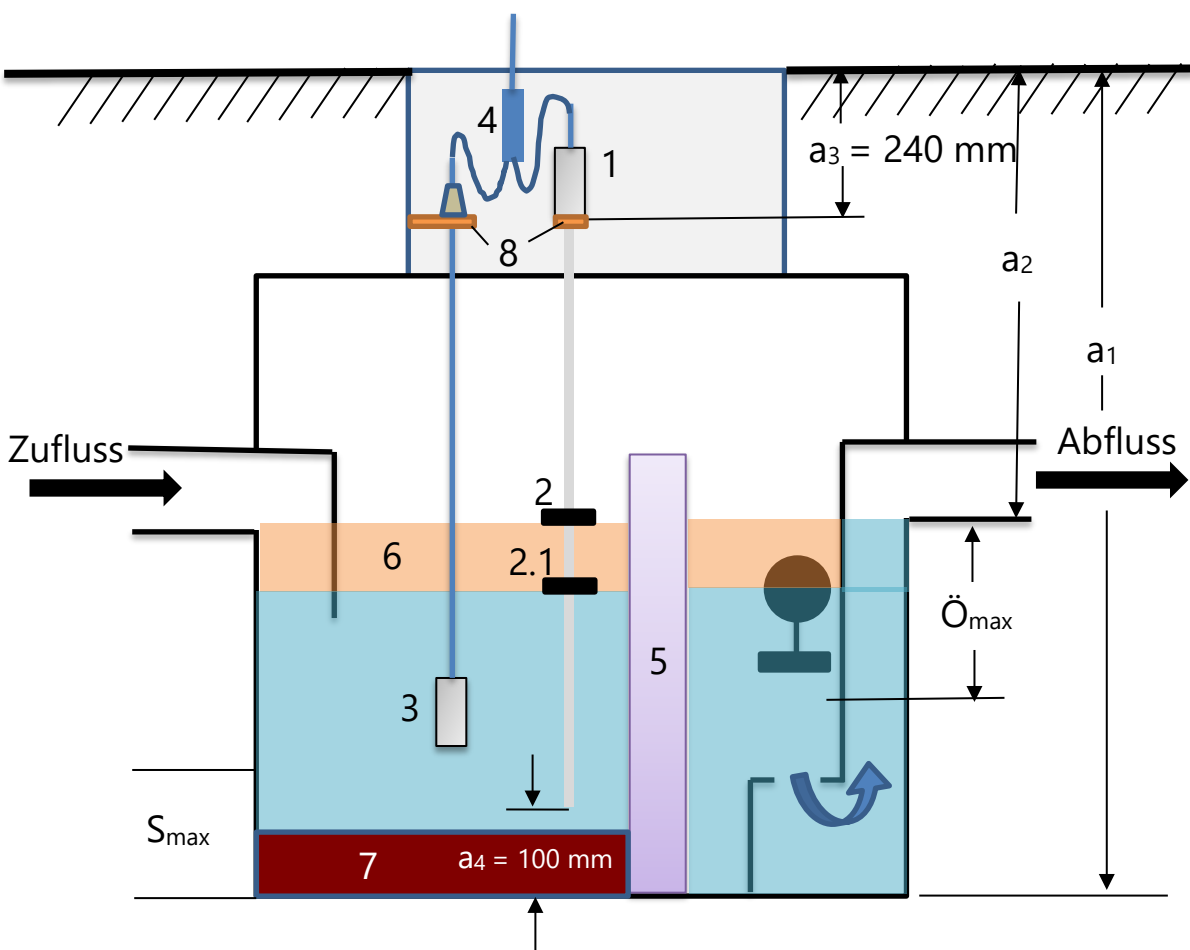 4
1
a₃ = 240 mm
8
a₂
a₁
Zufluss
Abfluss
2
6
2.1
Ömax
5
3
Smax
7
a₄ = 100 mm